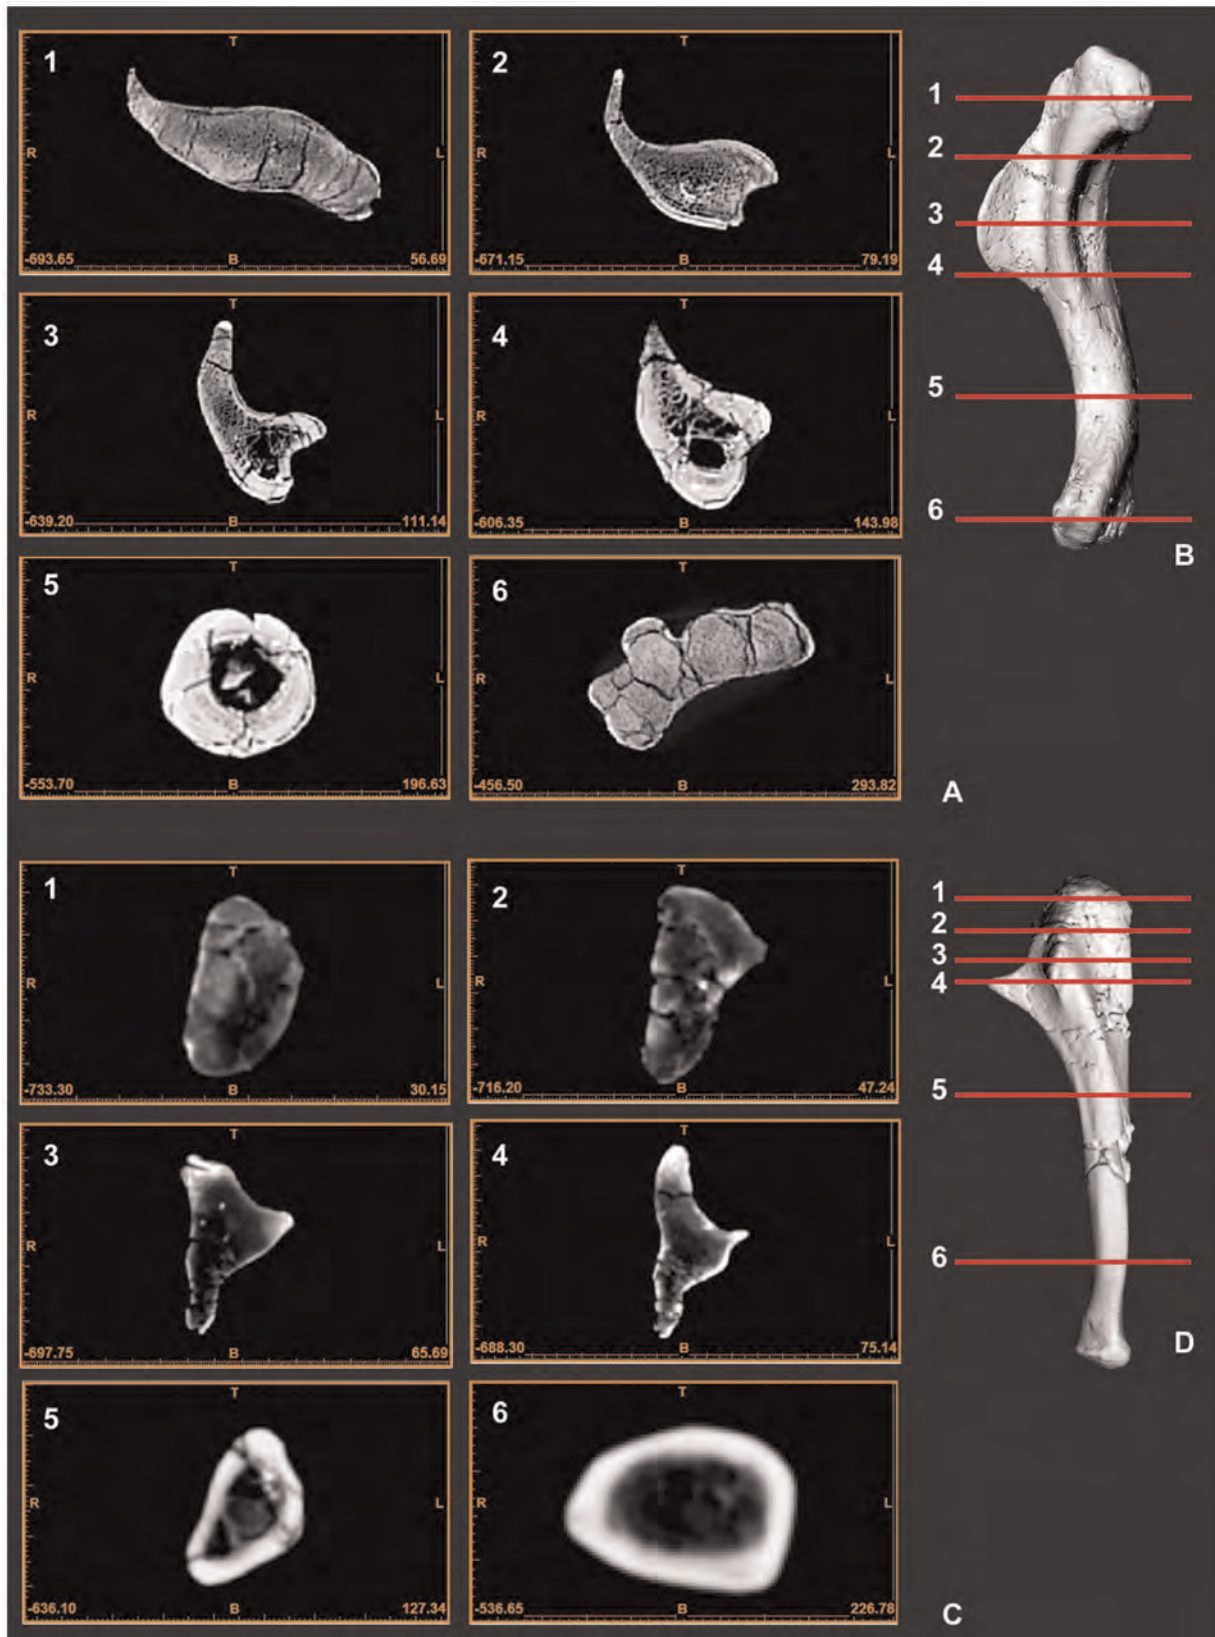 1
T
R
L
-693.65
B
56.69
2
T
R
L
-671.15
B
79.19
3
T
R
L
-639.20
B
111.14
4
T
R
L
-606.35
B
143.98
5
T
R
L
-553.70
B
196.63
6
T
R
L
-456.50
B
293.82
A
1
2
3
4
5
6
B
1
T
R
L
-733.30
B
30.15
2
T
R
L
-716.20
B
47.24
3
T
R
L
-697.75
B
65.69
4
T
R
L
-688.30
B
75.14
5
T
R
L
-636.10
B
127.34
6
T
R
L
-536.65
B
226.78
C
1
2
3
4
5
6
D